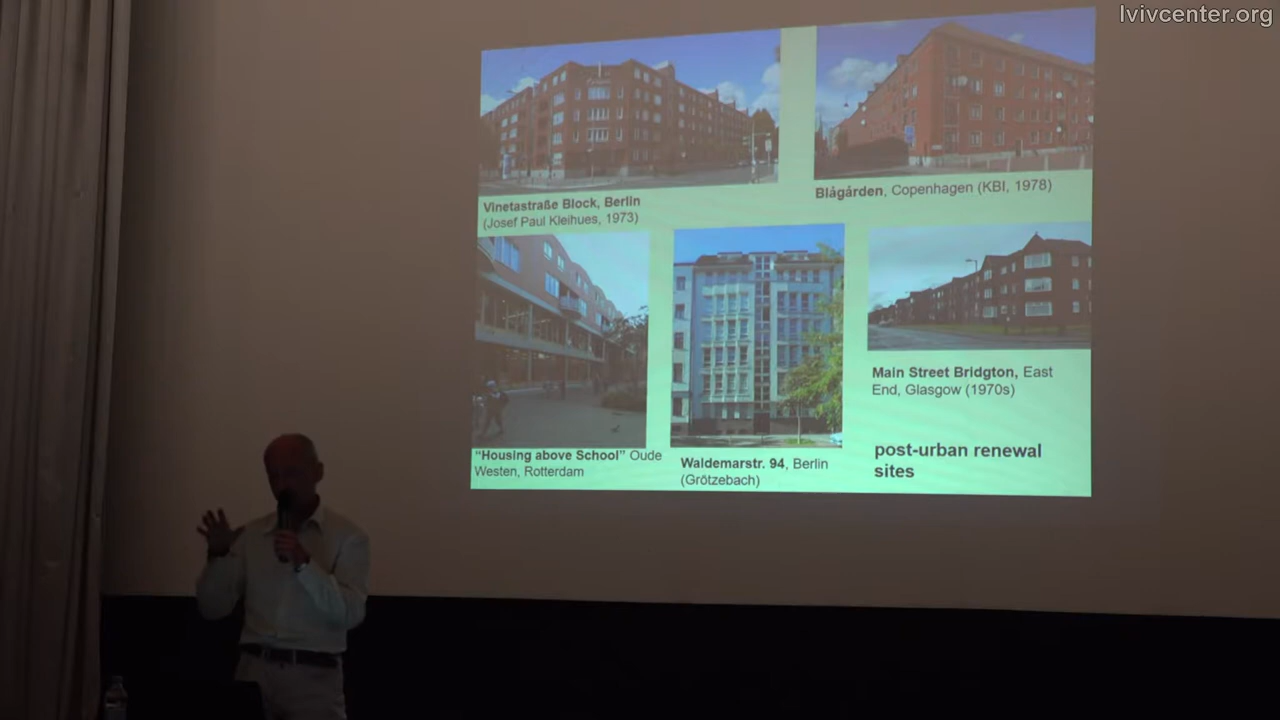 lvivcenter.org
Vinetastraße Block, Berlin
(Josef Paul Kleihues, 1973)
Blågården, Copenhagen (KBI, 1978)
"Housing above School" Oude
Westen, Rotterdam
Waldemarstr. 94, Berlin
(Grötzebach)
Main Street Bridgton, East
End, Glasgow (1970s)
post-urban renewal
sites